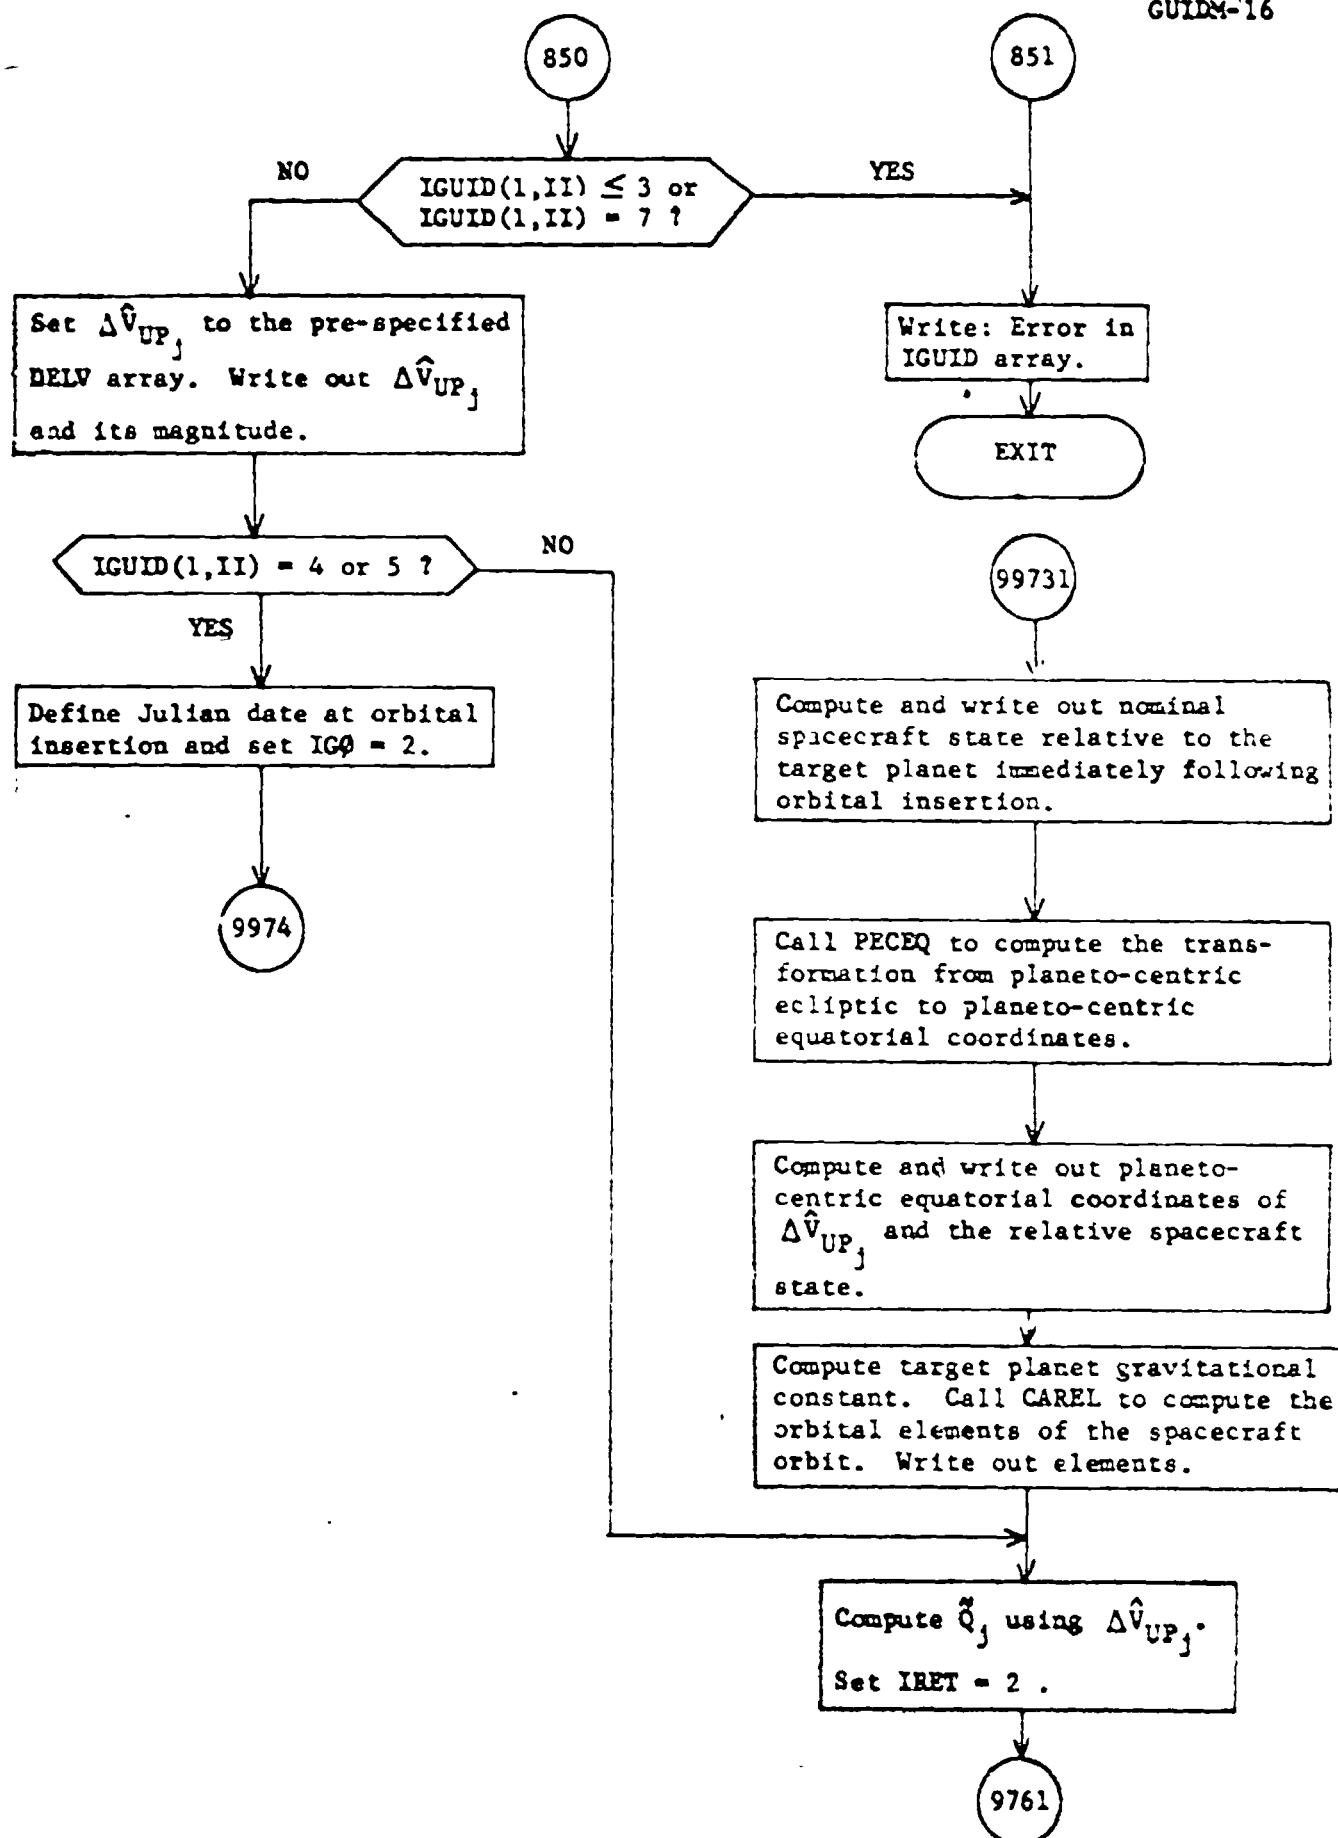 GUIDM-16
850
851
NO
IGUID(1,II) ≤ 3 or
IGUID(1,II) = 7 ?
YES
Set ΔV̂_UP_j to the pre-specified
DELV array. Write out ΔV̂_UP_j
and its magnitude.
Write: Error in
IGUID array.
EXIT
IGUID(1,II) = 4 or 5 ?
NO
YES
Define Julian date at orbital
insertion and set IGØ = 2.
9974
99731
Compute and write out nominal
spacecraft state relative to the
target planet immediately following
orbital insertion.
Call PECEQ to compute the trans-
formation from planeto-centric
ecliptic to planeto-centric
equatorial coordinates.
Compute and write out planeto-
centric equatorial coordinates of
ΔV̂_UP_j and the relative spacecraft
state.
Compute target planet gravitational
constant. Call CAREL to compute the
orbital elements of the spacecraft
orbit. Write out elements.
Compute Q̃_j using ΔV̂_UP_j.
Set IRET = 2 .
9761